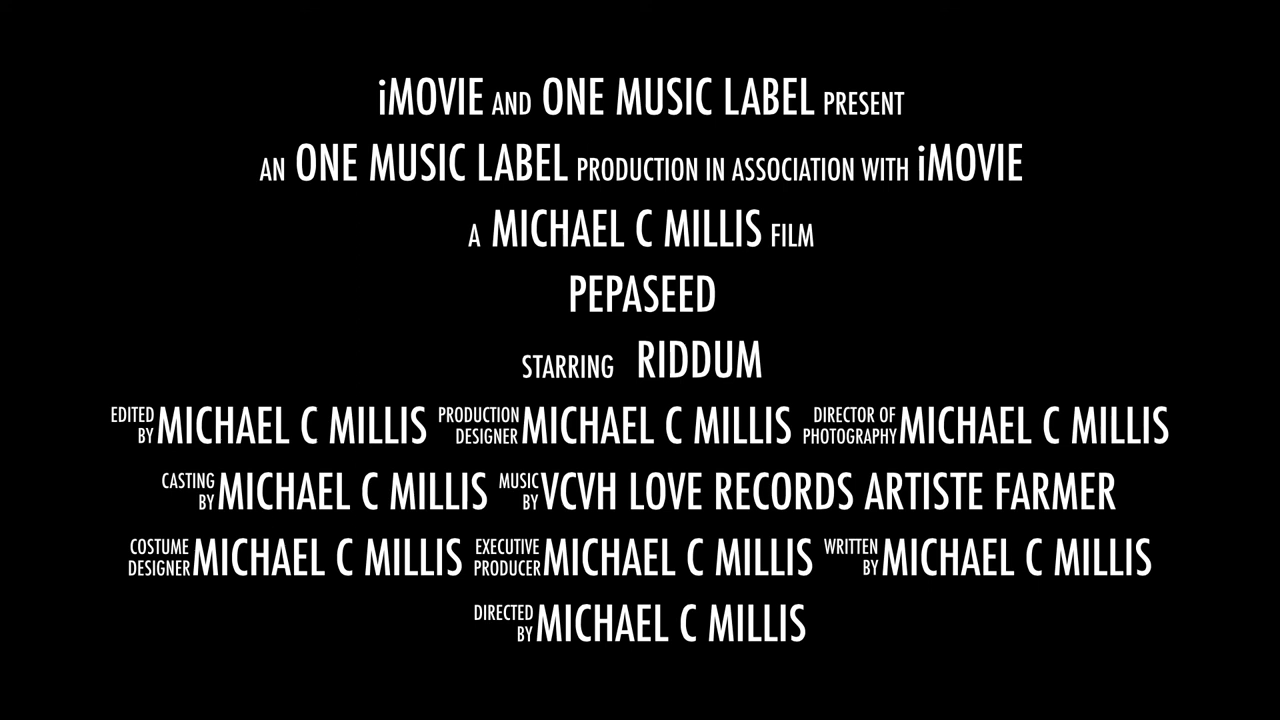 iMOVIE AND ONE MUSIC LABEL PRESENT
AN ONE MUSIC LABEL PRODUCTION IN ASSOCIATION WITH iMOVIE
A MICHAEL C MILLIS FILM
PEPASEED
STARRING RIDDUM
EDITED BY MICHAEL C MILLIS PRODUCTION DESIGNER MICHAEL C MILLIS DIRECTOR OF PHOTOGRAPHY MICHAEL C MILLIS
CASTING BY MICHAEL C MILLIS MUSIC BY VCVH LOVE RECORDS ARTISTE FARMER
COSTUME DESIGNER MICHAEL C MILLIS EXECUTIVE PRODUCER MICHAEL C MILLIS WRITTEN BY MICHAEL C MILLIS
DIRECTED BY MICHAEL C MILLIS